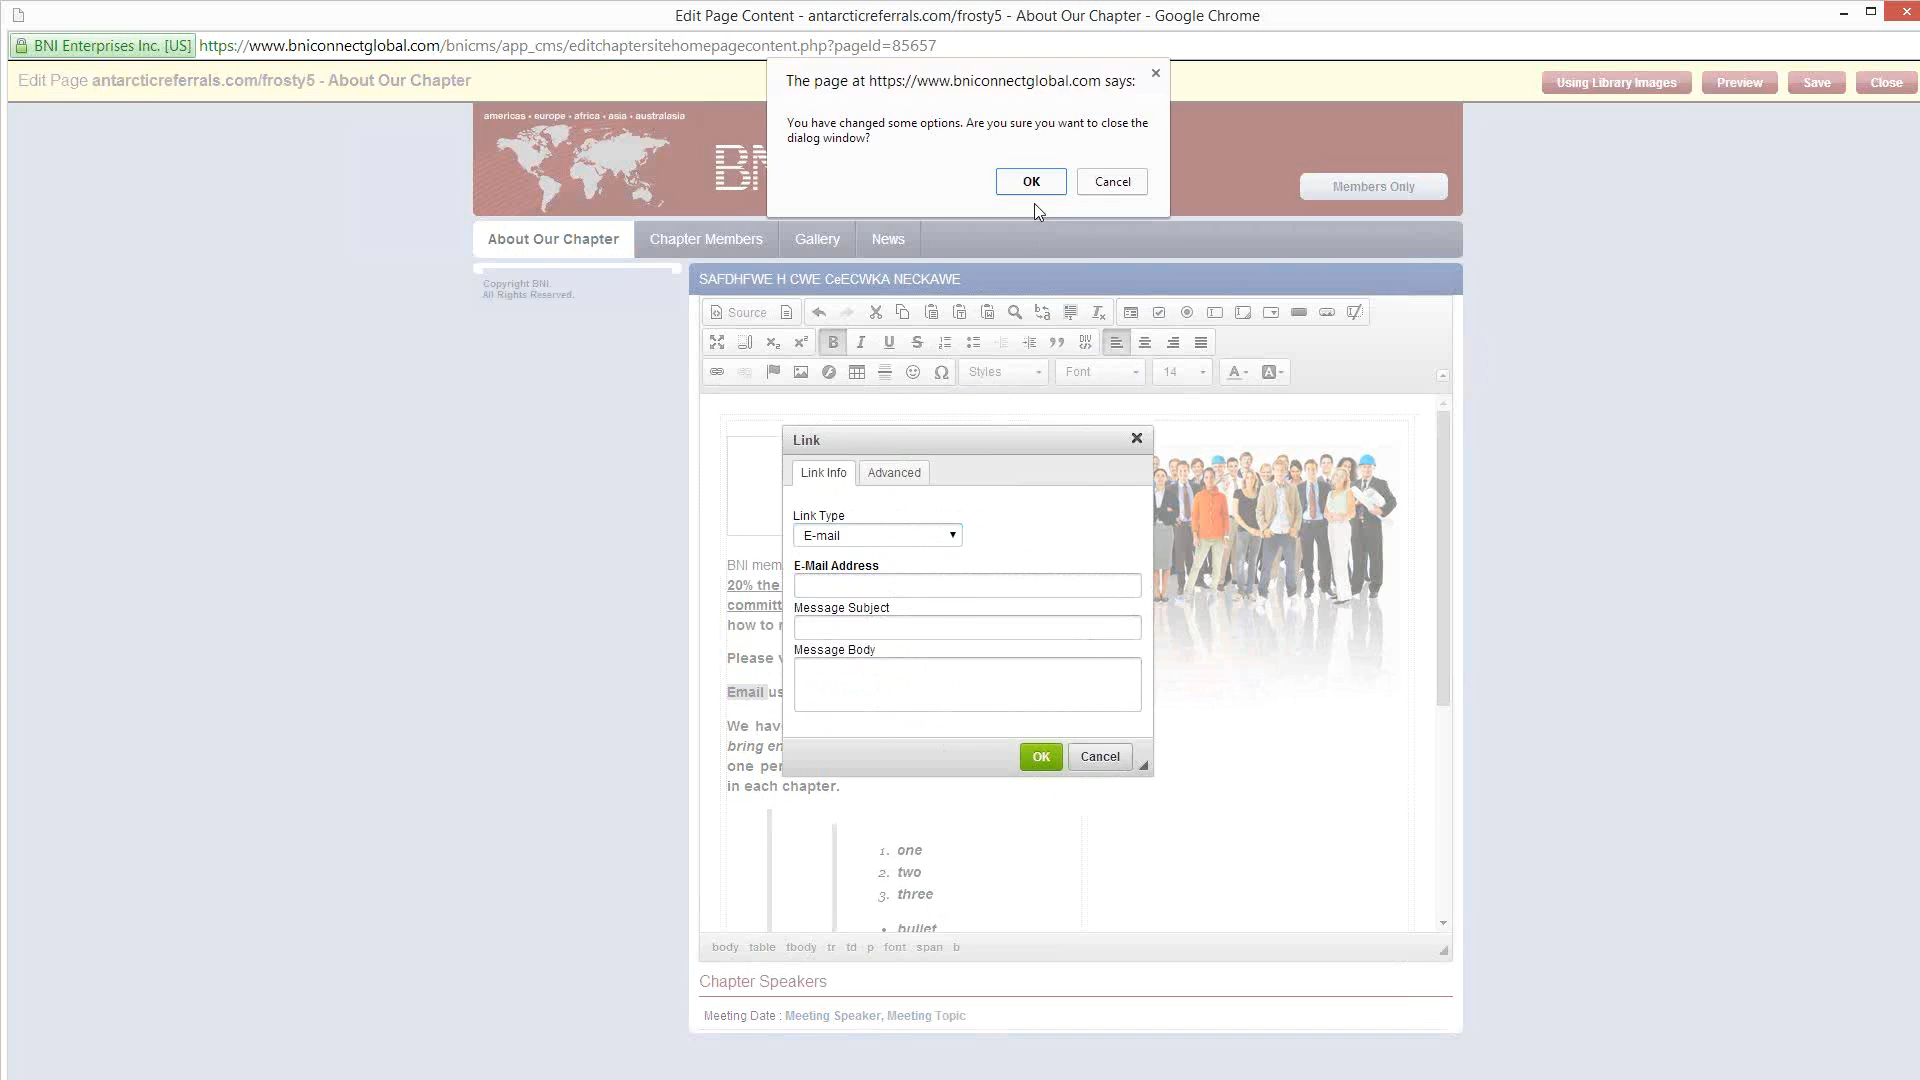 Edit Page Content - antarcticreferrals.com/frosty5 - About Our Chapter - Google Chrome
BNI Enterprises Inc. [US] https://www.bniconnectglobal.com/bnicms/app_cms/editchaptersitehomepagecontent.php?pageId=85657
Edit Page antarcticreferrals.com/frosty5 - About Our Chapter
Using Library Images Preview Save Close
The page at https://www.bniconnectglobal.com says:
You have changed some options. Are you sure you want to close the
dialog window?
OK Cancel
americas • europe • africa • asia • australasia
BN
Members Only
About Our Chapter Chapter Members Gallery News
Copyright BNI.
All Rights Reserved.
SAFDHFWE H CWE CeECWKA NECKAWE
Source
Styles Font 14
Link
Link Info Advanced
Link Type
E-mail
E-Mail Address
Message Subject
Message Body
OK Cancel
BNI mem
20% the
committ
how to r
Please v
Email us
We hav
bring en
one per
in each chapter.
1. one
2. two
3. three
• bullet
body table tbody tr td p font span b
Chapter Speakers
Meeting Date : Meeting Speaker, Meeting Topic